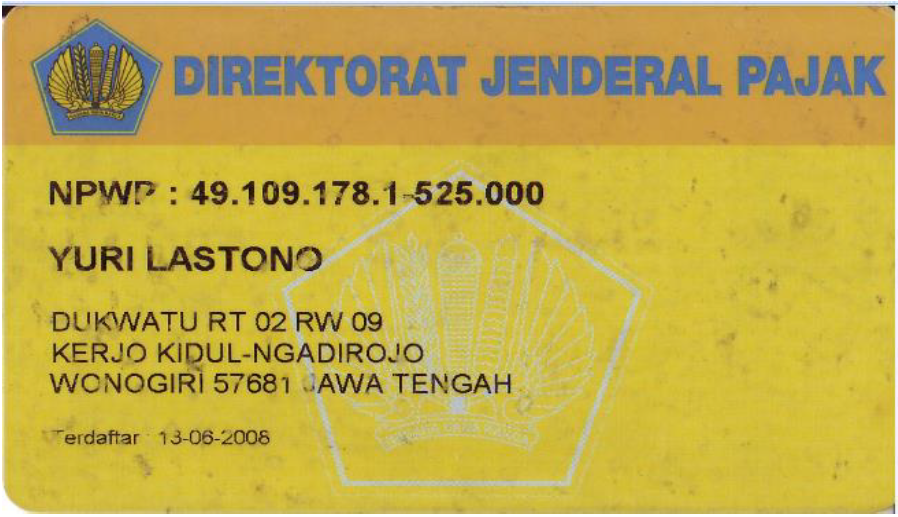 DIREKTORAT JENDERAL PAJAK
NPWP : 49.109.178.1-525.000
YURI LASTONO
DUKWATU RT 02 RW 09
KERJO KIDUL-NGADIROJO
WONOGIRI 57681 JAWA TENGAH
Terdaftar : 13-06-2008